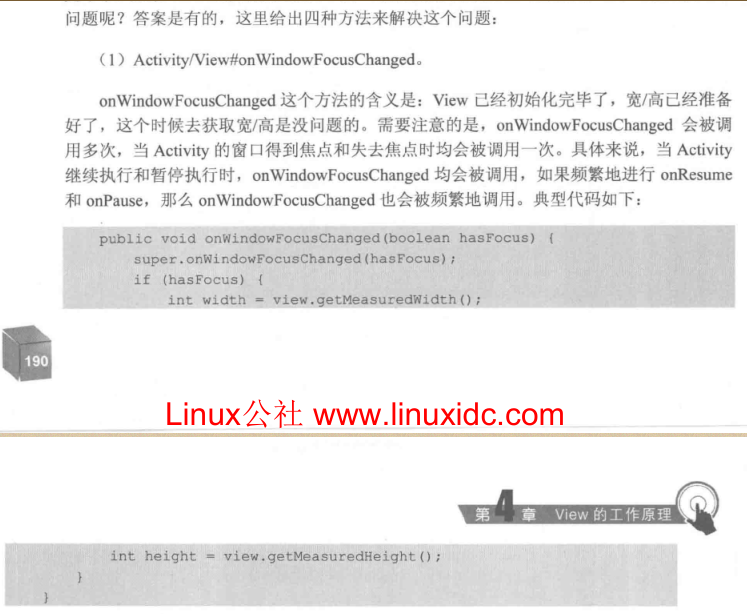 问题呢？答案是有的，这里给出四种方法来解决这个问题：
（1）Activity/View#onWindowFocusChanged。
onWindowFocusChanged 这个方法的含义是：View 已经初始化完毕了，宽/高已经准备
好了，这个时候去获取宽/高是没问题的。需要注意的是，onWindowFocusChanged 会被调
用多次，当 Activity 的窗口得到焦点和失去焦点时均会被调用一次。具体来说，当 Activity
继续执行和暂停执行时，onWindowFocusChanged 均会被调用，如果频繁地进行 onResume
和 onPause，那么 onWindowFocusChanged 也会被频繁地调用。典型代码如下：
public void onWindowFocusChanged(boolean hasFocus) {
super.onWindowFocusChanged(hasFocus);
if (hasFocus) {
int width = view.getMeasuredWidth();
190
Linux公社 www.linuxidc.com
第4章 View 的工作原理
int height = view.getMeasuredHeight();
}
}